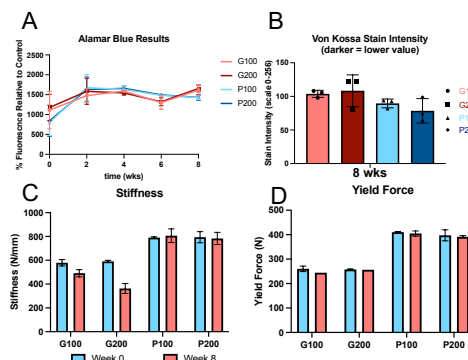 A
Alamar Blue Results
% Fluorescence Relative to Control
2500
2000
1500
1000
500
0
0 2 4 6 8
time (wks)
G100
G200
P100
P200
B
Von Kossa Stain Intensity
(darker = lower value)
Stain Intensity (scale 0-256)
150
100
50
0
8 wks
C
Stiffness
Stiffness (N/mm)
800
600
400
200
0
G100 G200 P100 P200
Week 0 Week 8
D
Yield Force
Yield Force (N)
400
300
200
100
0
G100 G200 P100 P200